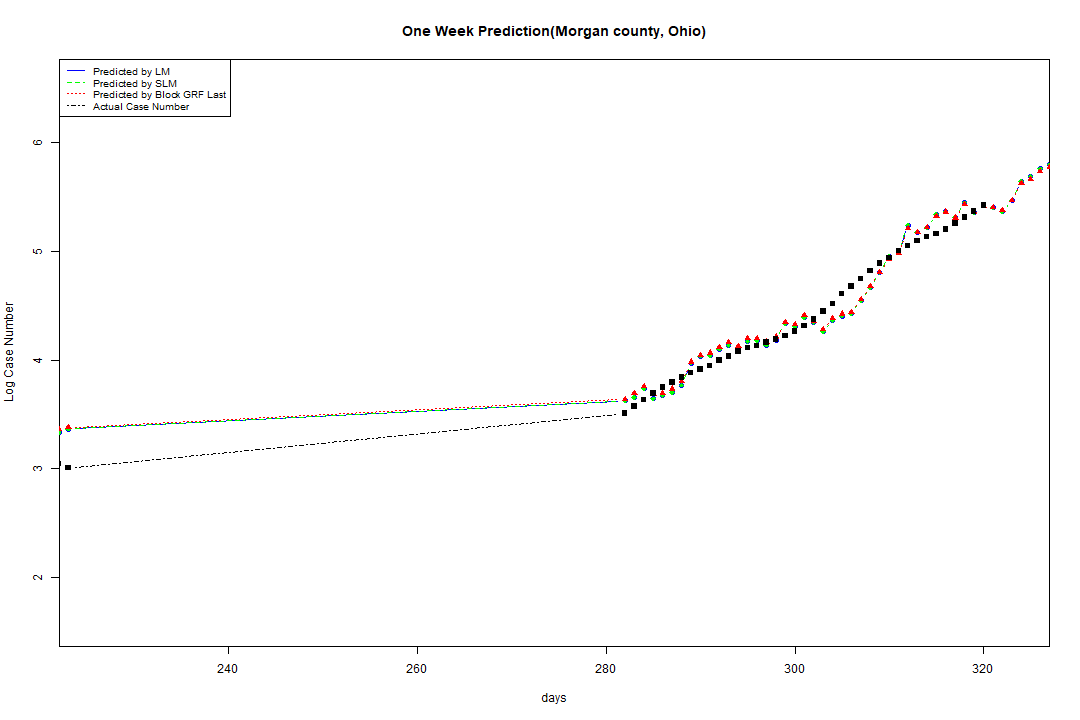 One Week Prediction(Morgan county, Ohio)
Predicted by LM
Predicted by SLM
Predicted by Block GRF Last
Actual Case Number
Log Case Number
6
5
4
3
2
240 260 280 300 320
days